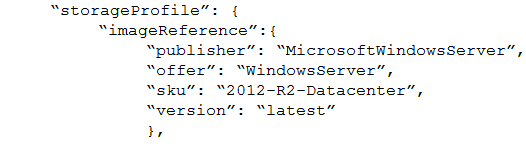 “storageProfile”: {
“imageReference”:{
“publisher”: “MicrosoftWindowsServer”,
“offer”: “WindowsServer”,
“sku”: “2012-R2-Datacenter”,
“version”: “latest”
},